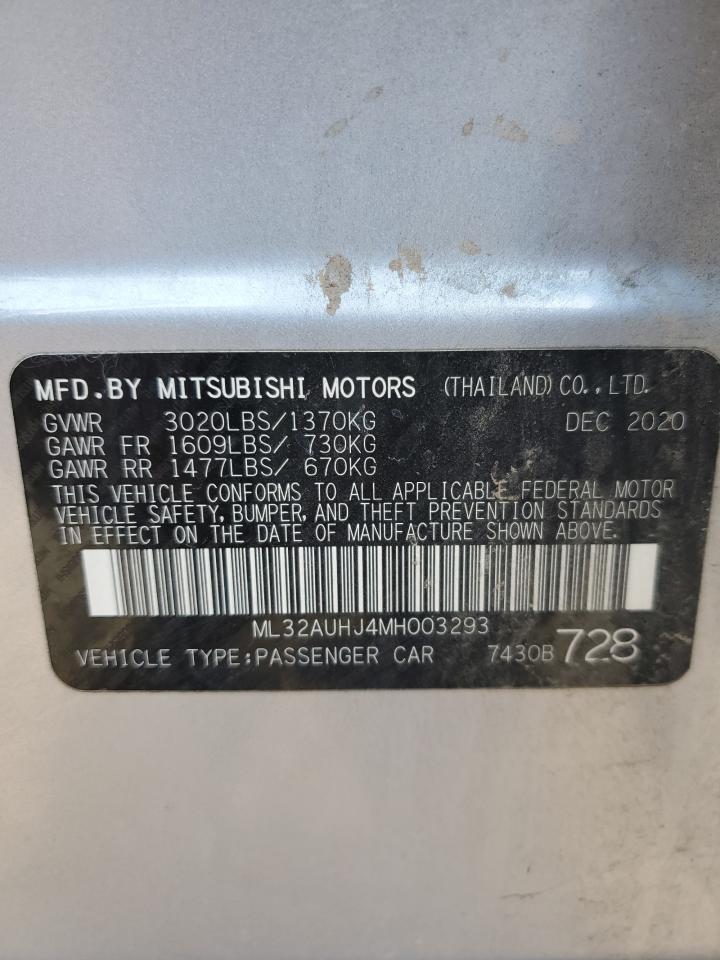 MFD.BY MITSUBISHI MOTORS (THAILAND) CO.,LTD.
GVWR 3020LBS/1370KG DEC 2020
GAWR FR 1609LBS/ 730KG
GAWR RR 1477LBS/ 670KG
THIS VEHICLE CONFORMS TO ALL APPLICABLE FEDERAL MOTOR
VEHICLE SAFETY, BUMPER, AND THEFT PREVENTION STANDARDS
IN EFFECT ON THE DATE OF MANUFACTURE SHOWN ABOVE.
ML32AUHJ4MH003293
VEHICLE TYPE:PASSENGER CAR 7430B 728